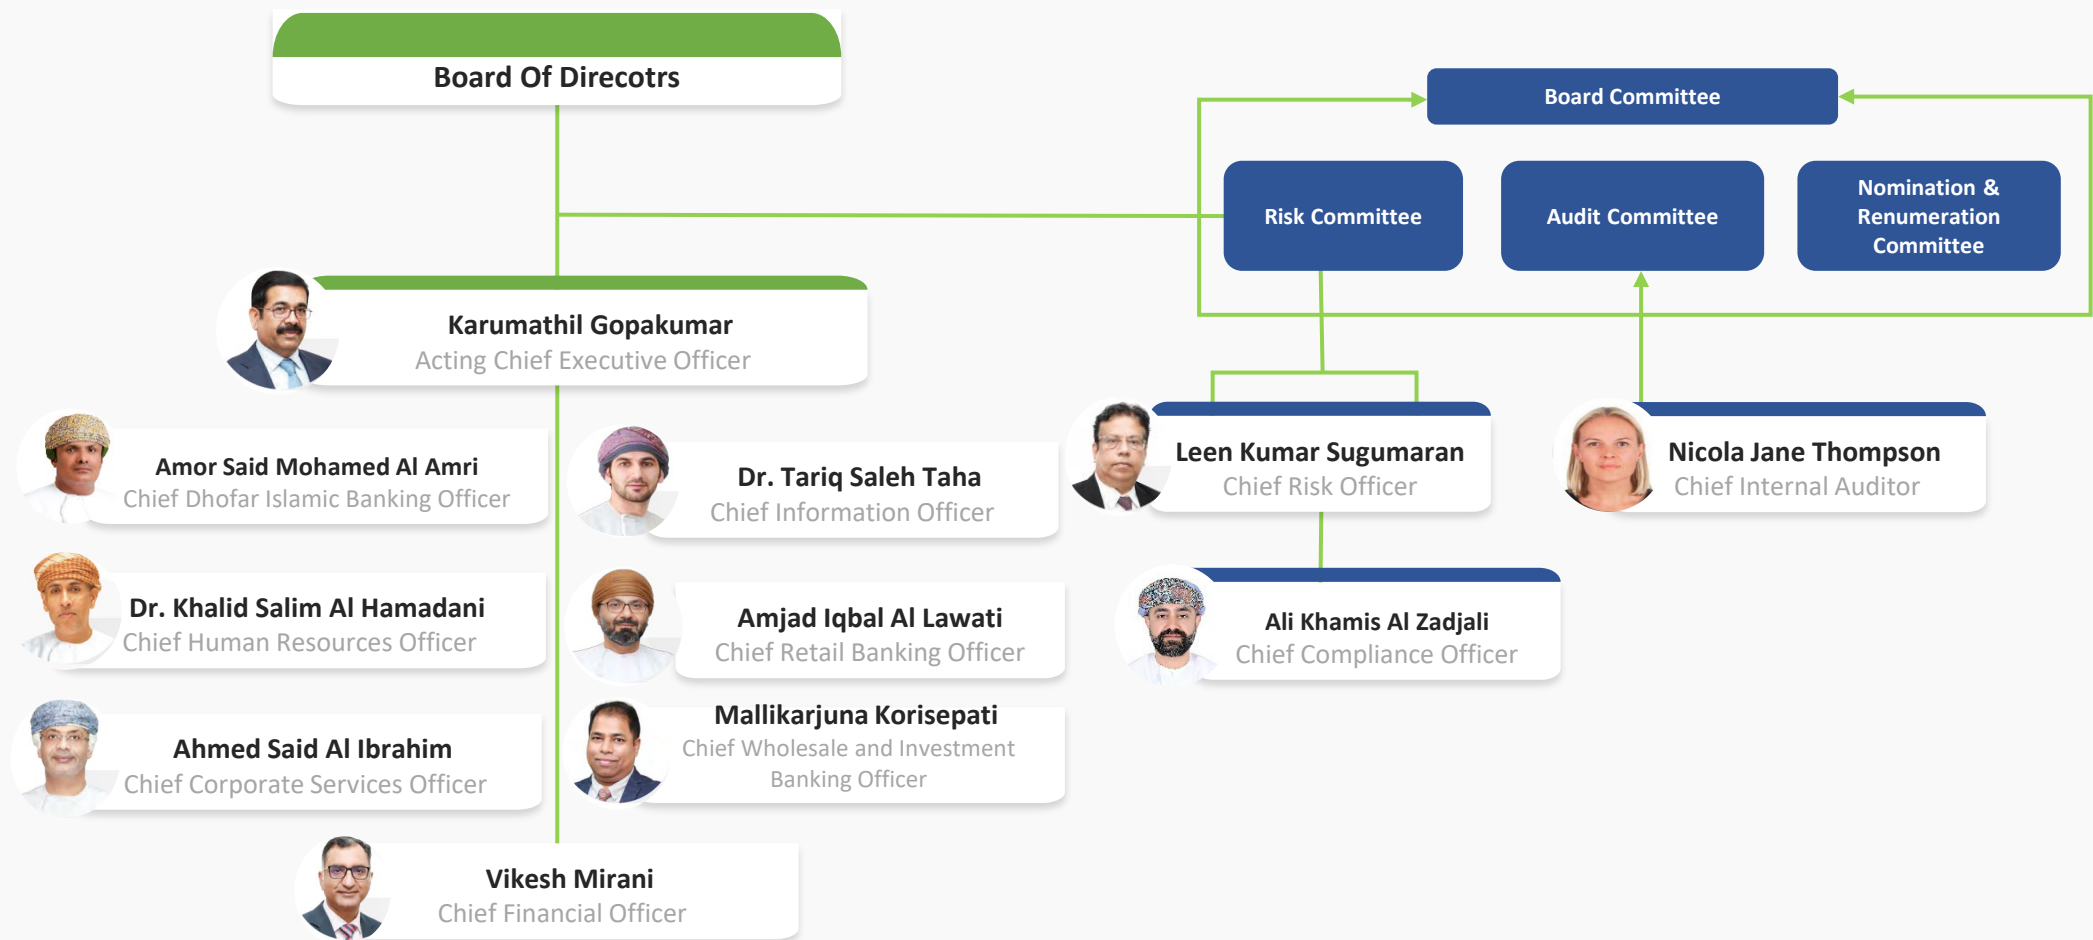 Board Of Direcotrs
Board Committee
Risk Committee
Audit Committee
Nomination &
Renumeration
Committee
Karumathil Gopakumar
Acting Chief Executive Officer
Amor Said Mohamed Al Amri
Chief Dhofar Islamic Banking Officer
Dr. Tariq Saleh Taha
Chief Information Officer
Leen Kumar Sugumaran
Chief Risk Officer
Nicola Jane Thompson
Chief Internal Auditor
Dr. Khalid Salim Al Hamadani
Chief Human Resources Officer
Amjad Iqbal Al Lawati
Chief Retail Banking Officer
Ali Khamis Al Zadjali
Chief Compliance Officer
Ahmed Said Al Ibrahim
Chief Corporate Services Officer
Mallikarjuna Korisepati
Chief Wholesale and Investment
Banking Officer
Vikesh Mirani
Chief Financial Officer